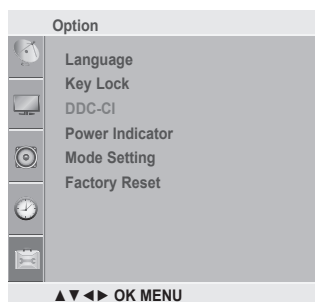 Option
Language
Key Lock
DDC-CI
Power Indicator
Mode Setting
Factory Reset
▲▼◄► OK MENU